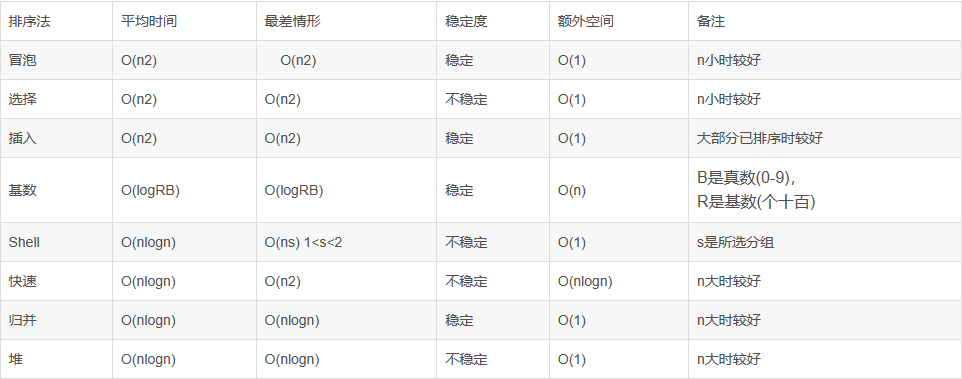 排序法 平均时间 最差情形 稳定度 额外空间 备注
冒泡 O(n2) O(n2) 稳定 O(1) n小时较好
选择 O(n2) O(n2) 不稳定 O(1) n小时较好
插入 O(n2) O(n2) 稳定 O(1) 大部分已排序时较好
基数 O(logRB) O(logRB) 稳定 O(n) B是真数(0-9),
R是基数(个十百)
Shell O(nlogn) O(ns) 1<s<2 不稳定 O(1) s是所选分组
快速 O(nlogn) O(n2) 不稳定 O(nlogn) n大时较好
归并 O(nlogn) O(nlogn) 稳定 O(1) n大时较好
堆 O(nlogn) O(nlogn) 不稳定 O(1) n大时较好